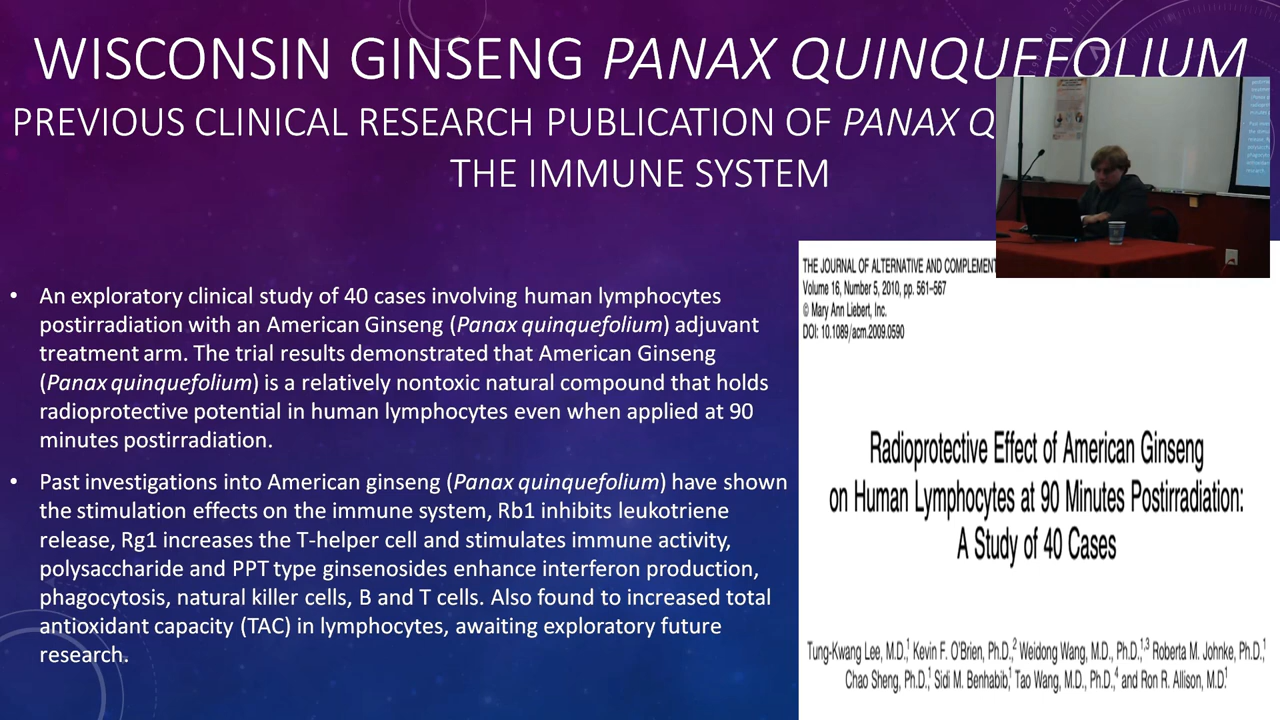 WISCONSIN GINSENG PANAX QUINQUEFOLIUM
PREVIOUS CLINICAL RESEARCH PUBLICATION OF PANAX Q
THE IMMUNE SYSTEM
• An exploratory clinical study of 40 cases involving human lymphocytes
postirradiation with an American Ginseng (Panax quinquefolium) adjuvant
treatment arm. The trial results demonstrated that American Ginseng
(Panax quinquefolium) is a relatively nontoxic natural compound that holds
radioprotective potential in human lymphocytes even when applied at 90
minutes postirradiation.
• Past investigations into American ginseng (Panax quinquefolium) have shown
the stimulation effects on the immune system, Rb1 inhibits leukotriene
release, Rg1 increases the T-helper cell and stimulates immune activity,
polysaccharide and PPT type ginsenosides enhance interferon production,
phagocytosis, natural killer cells, B and T cells. Also found to increased total
antioxidant capacity (TAC) in lymphocytes, awaiting exploratory future
research.
THE JOURNAL OF ALTERNATIVE AND COMPLEMENT
Volume 16, Number 5, 2010, pp. 561–567
© Mary Ann Liebert, Inc.
DOI: 10.1089/acm.2009.0590
Radioprotective Effect of American Ginseng
on Human Lymphocytes at 90 Minutes Postirradiation:
A Study of 40 Cases
Tung-Kwang Lee, M.D.,1 Kevin F. O'Brien, Ph.D.,2 Weidong Wang, M.D., Ph.D.,1,3 Roberta M. Johnke, Ph.D.,1
Chao Sheng, Ph.D.,1 Sidi M. Benhabib,1 Tao Wang, M.D., Ph.D.,4 and Ron R. Allison, M.D.1